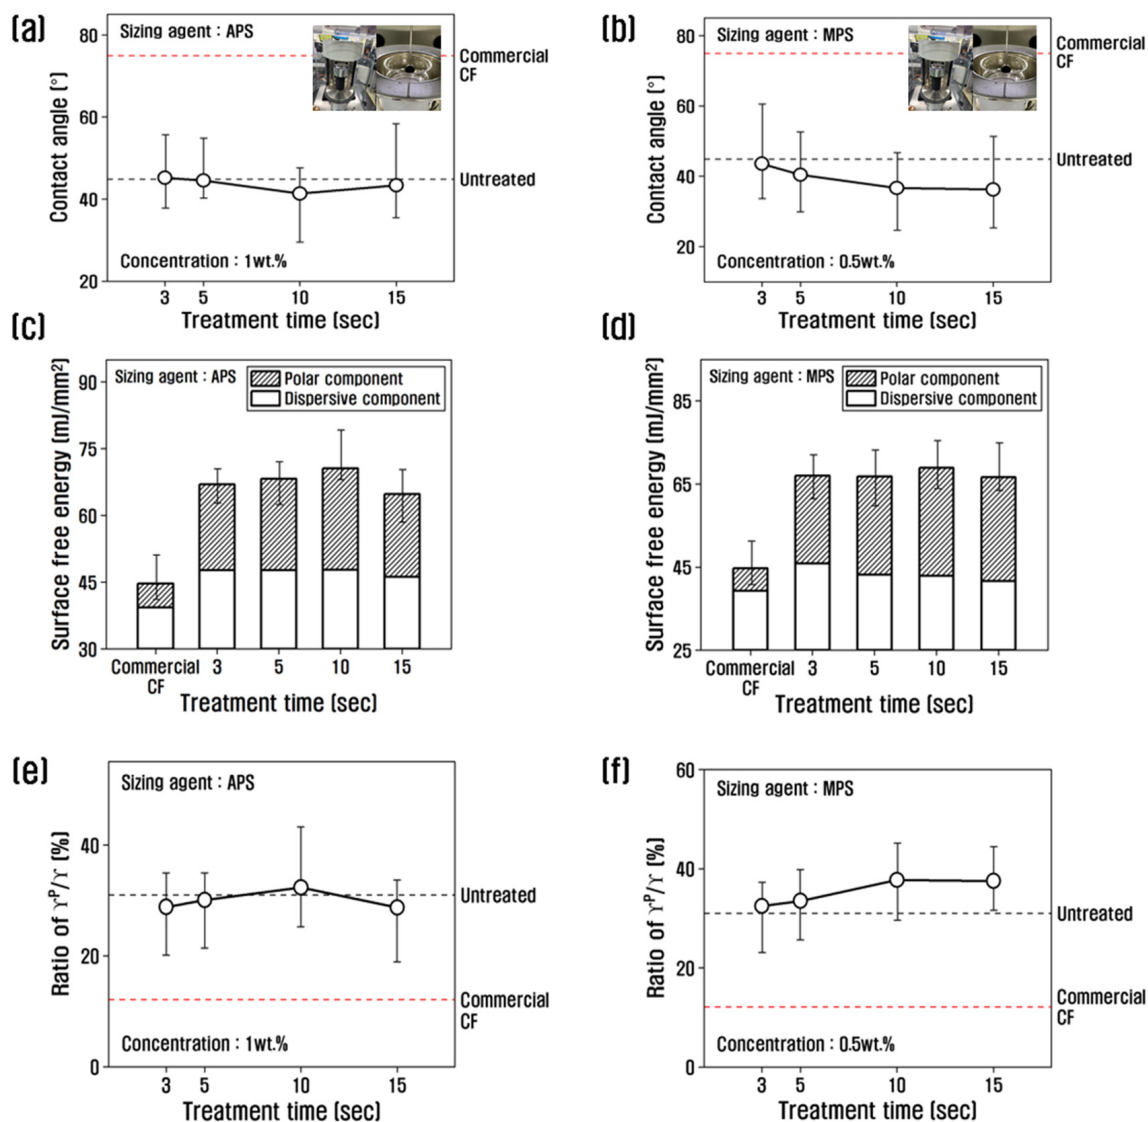 (a)
Sizing agent : APS
80
60
40
20
Contact angle (°)
Commercial
CF
Untreated
Concentration : 1wt.%
3 5 10 15
Treatment time (sec)
(b)
Sizing agent : MPS
80
60
40
20
Contact angle (°)
Commercial
CF
Untreated
Concentration : 0.5wt.%
3 5 10 15
Treatment time (sec)
(c)
Sizing agent : APS
Polar component
Dispersive component
90
75
60
45
30
Surface free energy (mJ/mm²)
Commercial
CF
3 5 10 15
Treatment time (sec)
(d)
Sizing agent : MPS
Polar component
Dispersive component
85
65
45
25
Surface free energy (mJ/mm²)
Commercial
CF
3 5 10 15
Treatment time (sec)
(e)
Sizing agent : APS
40
20
0
Ratio of ϒᴾ/ϒ (%)
Untreated
Commercial
CF
Concentration : 1wt.%
3 5 10 15
Treatment time (sec)
(f)
Sizing agent : MPS
60
40
20
0
Ratio of ϒᴾ/ϒ (%)
Untreated
Commercial
CF
Concentration : 0.5wt.%
3 5 10 15
Treatment time (sec)